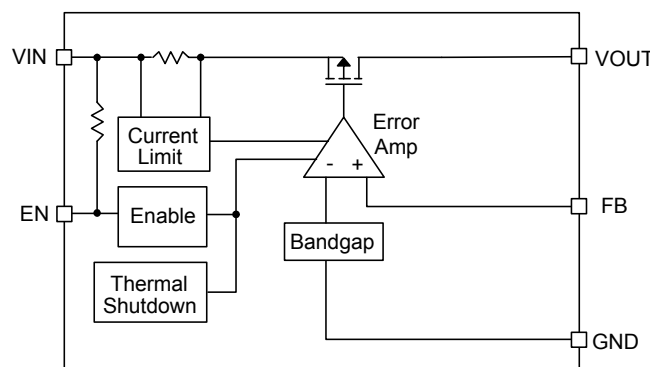 VIN
VOUT
Current
Limit
Error
Amp
- +
EN
Enable
FB
Bandgap
Thermal
Shutdown
GND